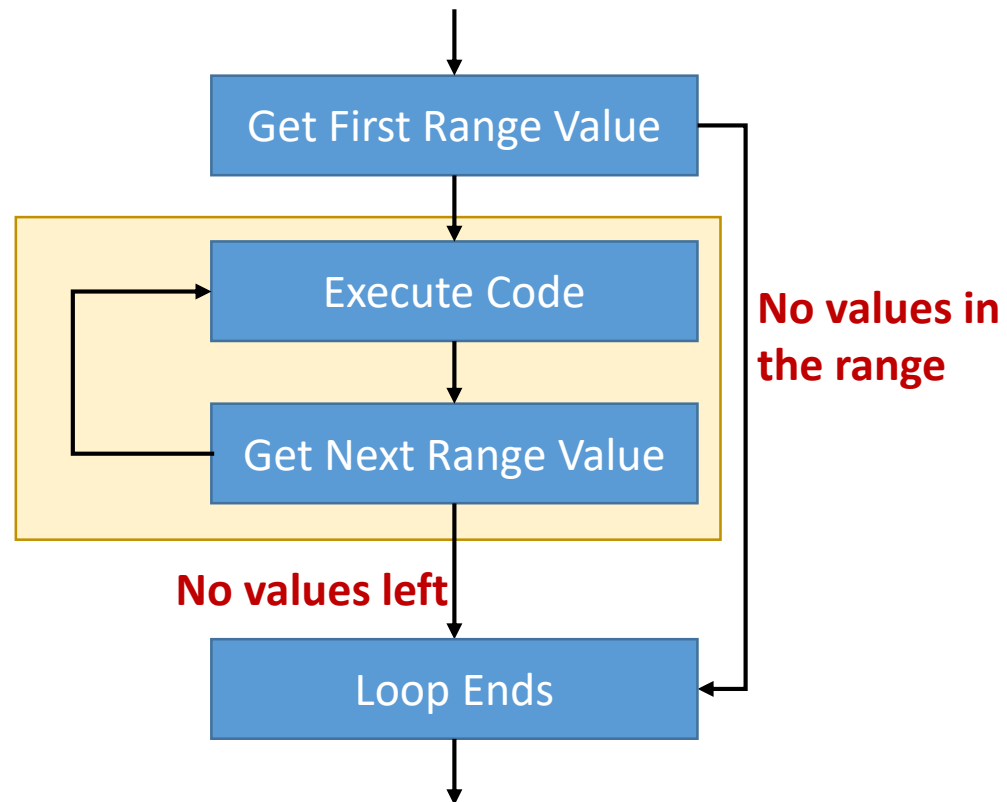 Get First Range Value
Execute Code
No values in
the range
Get Next Range Value
No values left
Loop Ends